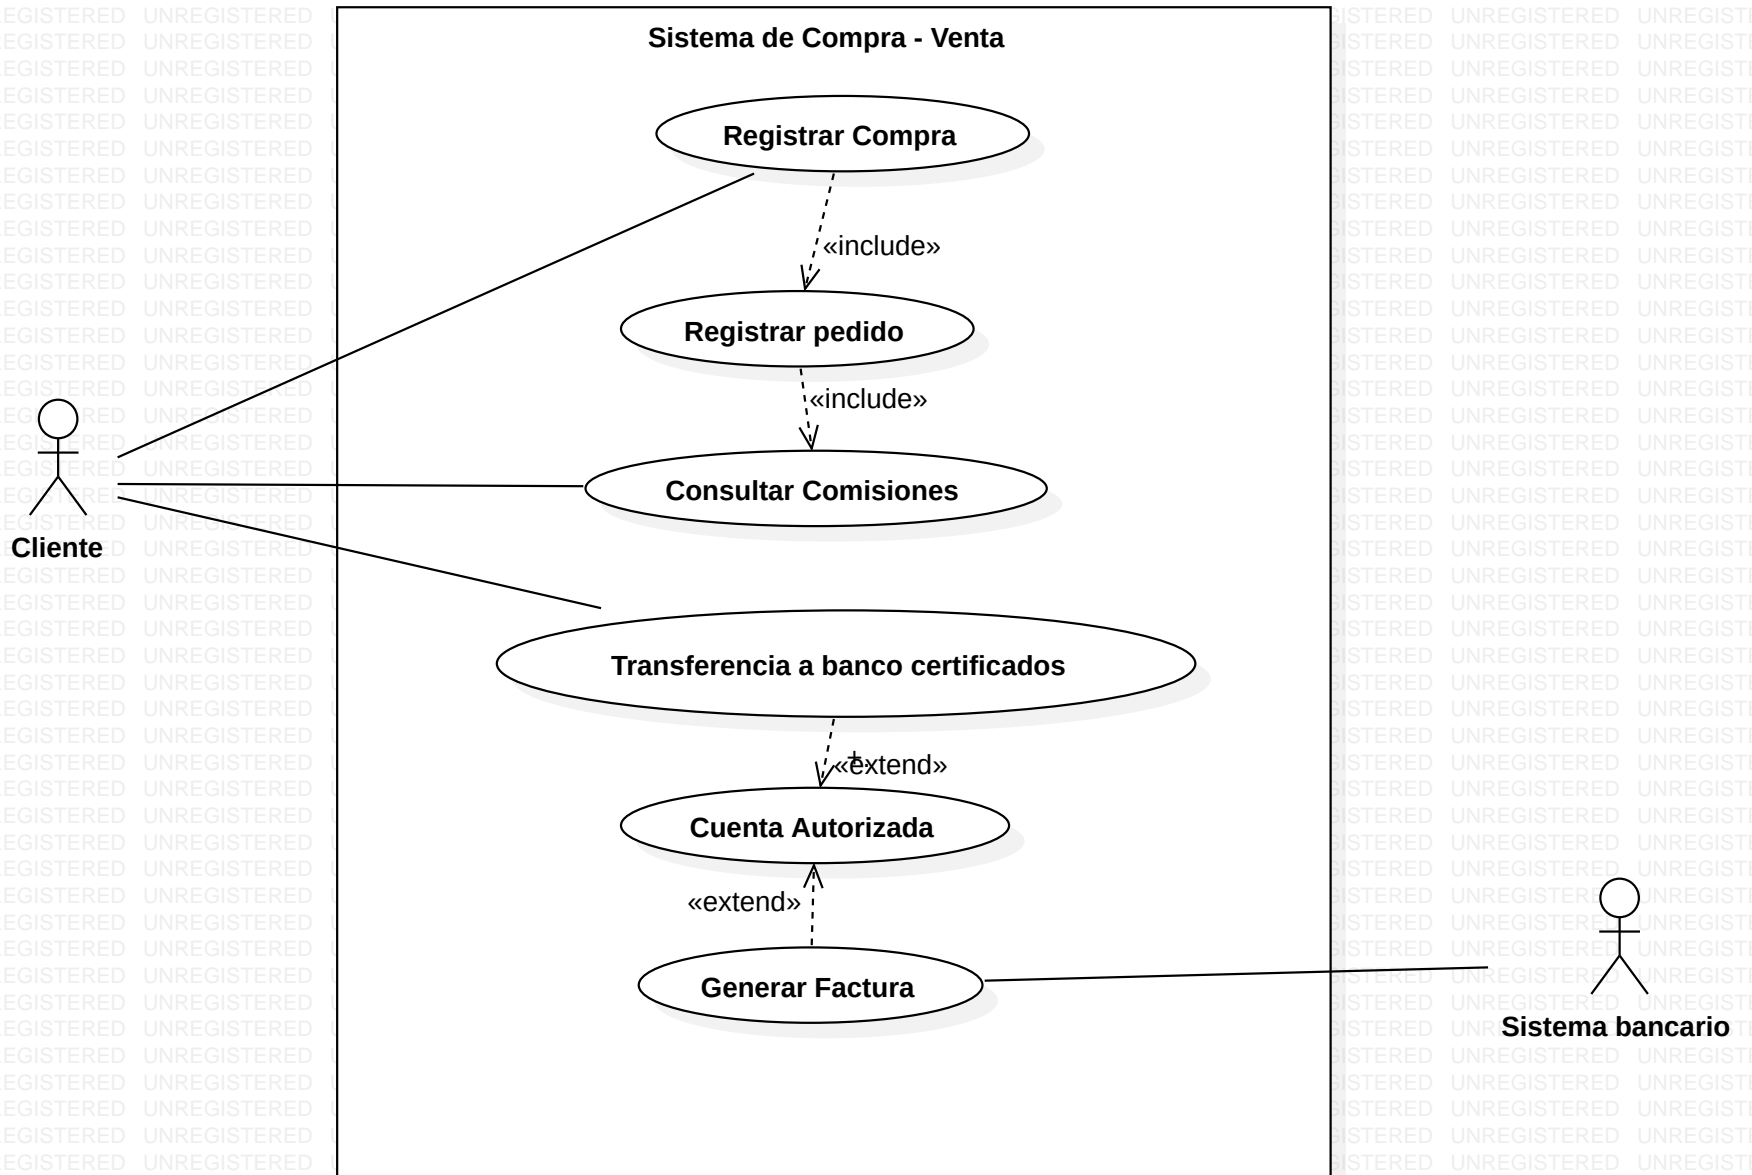 Sistema de Compra - Venta
Registrar Compra
«include»
Registrar pedido
«include»
Consultar Comisiones
Cliente
Transferencia a banco certificados
+
«extend»
Cuenta Autorizada
«extend»
Generar Factura
Sistema bancario
UNREGISTERED